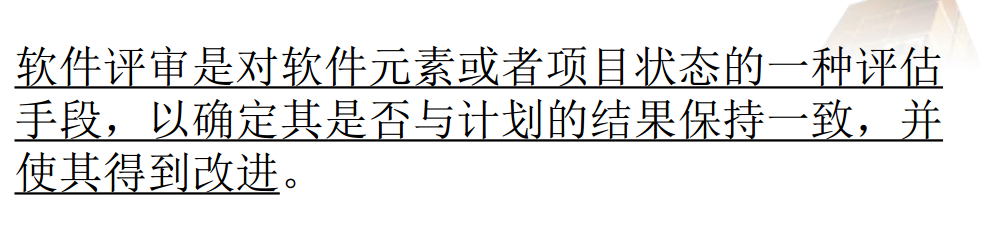 软件评审是对软件元素或者项目状态的一种评估
手段，以确定其是否与计划的结果保持一致，并
使其得到改进。